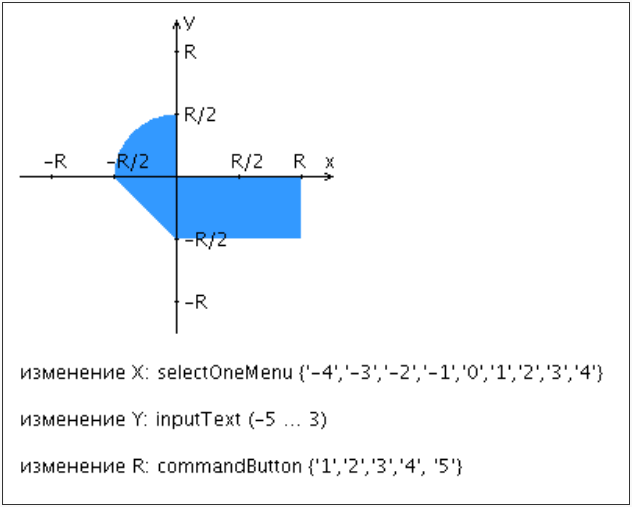 y
R
R/2
-R -R/2 R/2 R x
-R/2
-R
изменение X: selectOneMenu {'-4','-3','-2','-1','0','1','2','3','4'}
изменение Y: inputText (-5 ... 3)
изменение R: commandButton {'1','2','3','4', '5'}